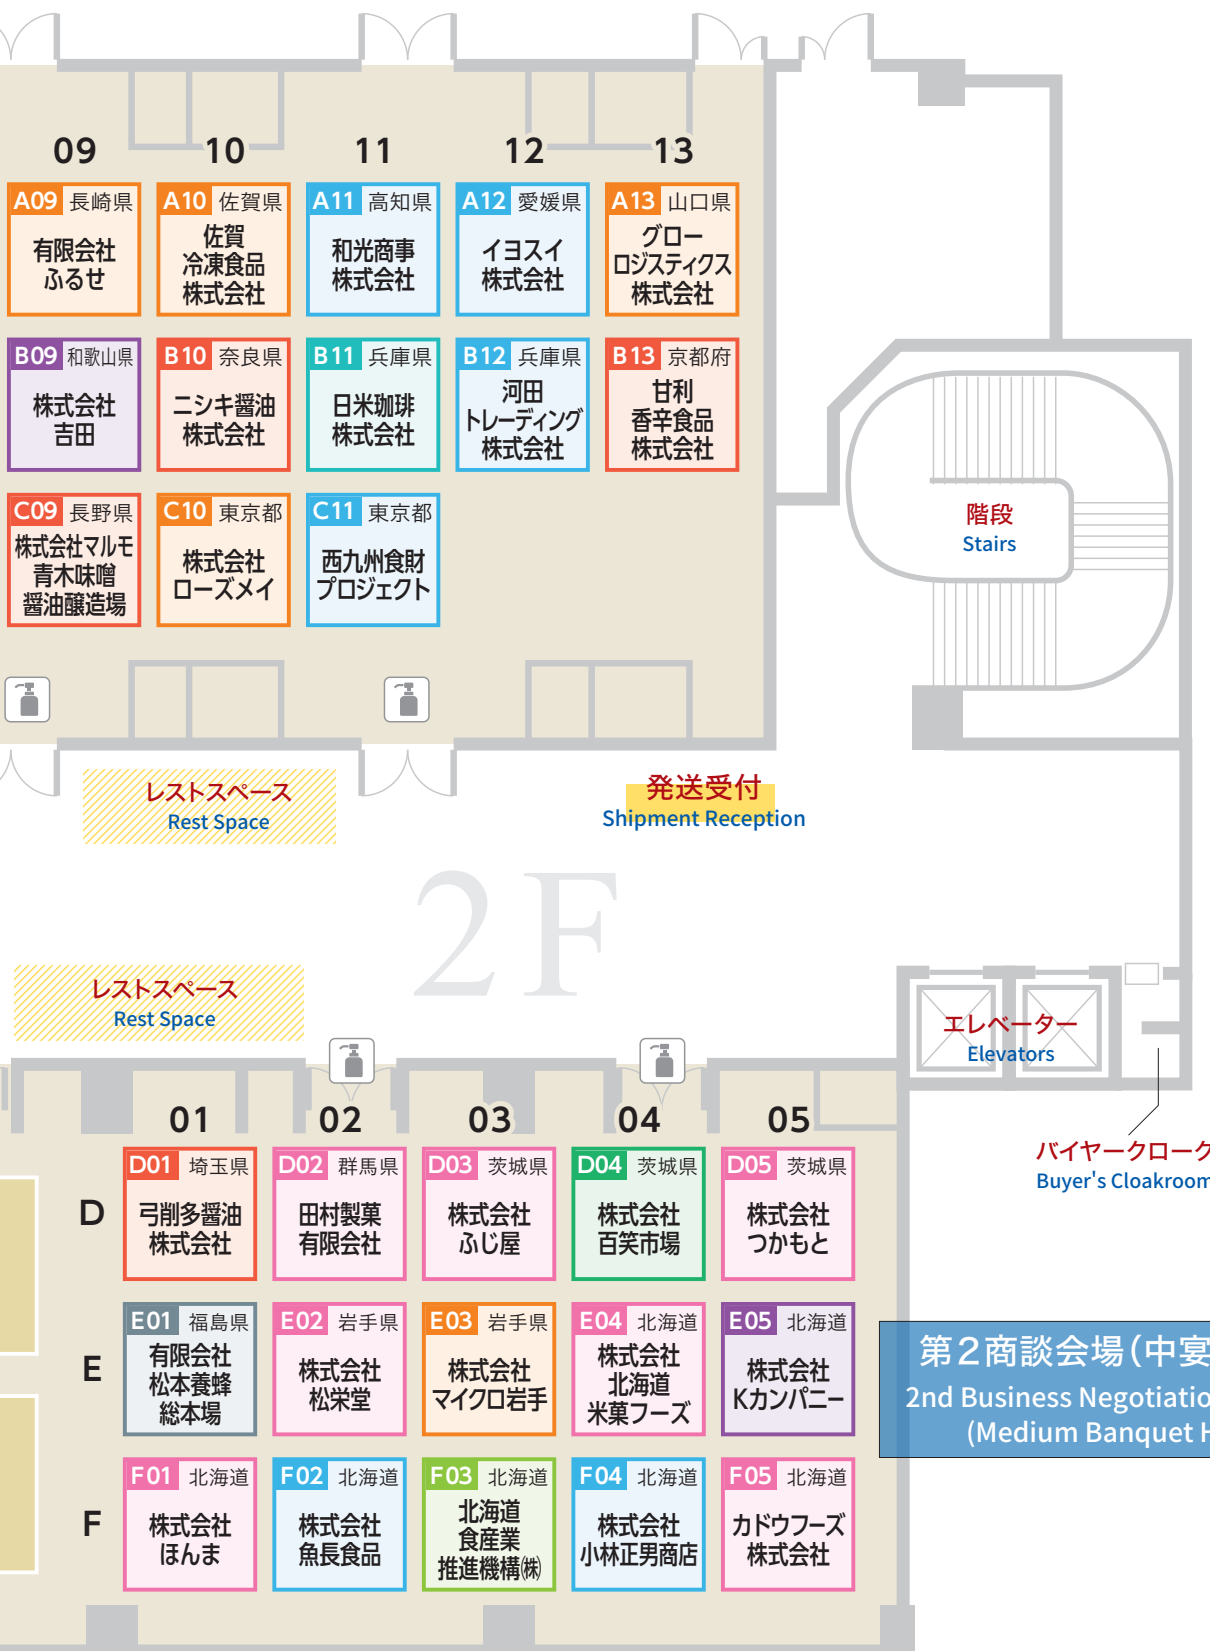 09 10 11 12 13
A09 長崎県
有限会社
ふるせ
A10 佐賀県
佐賀
冷凍食品
株式会社
A11 高知県
和光商事
株式会社
A12 愛媛県
イヨスイ
株式会社
A13 山口県
グロー
ロジスティクス
株式会社
B09 和歌山県
株式会社
吉田
B10 奈良県
ニシキ醤油
株式会社
B11 兵庫県
日米珈琲
株式会社
B12 兵庫県
河田
トレーディング
株式会社
B13 京都府
甘利
香辛食品
株式会社
C09 長野県
株式会社マルモ
青木味噌
醤油醸造場
C10 東京都
株式会社
ローズメイ
C11 東京都
西九州食財
プロジェクト
階段
Stairs
レストスペース
Rest Space
発送受付
Shipment Reception
2F
レストスペース
Rest Space
エレベーター
Elevators
バイヤークローク
Buyer's Cloakroom
01 02 03 04 05
D
D01 埼玉県
弓削多醤油
株式会社
D02 群馬県
田村製菓
有限会社
D03 茨城県
株式会社
ふじ屋
D04 茨城県
株式会社
百笑市場
D05 茨城県
株式会社
つかもと
E
E01 福島県
有限会社
松本養蜂
総本場
E02 岩手県
株式会社
松栄堂
E03 岩手県
株式会社
マイクロ岩手
E04 北海道
株式会社
北海道
米菓フーズ
E05 北海道
株式会社
Kカンパニー
第2商談会場(中宴
2nd Business Negotiatio
(Medium Banquet H
F
F01 北海道
株式会社
ほんま
F02 北海道
株式会社
魚長食品
F03 北海道
北海道
食産業
推進機構㈱
F04 北海道
株式会社
小林正男商店
F05 北海道
カドウフーズ
株式会社